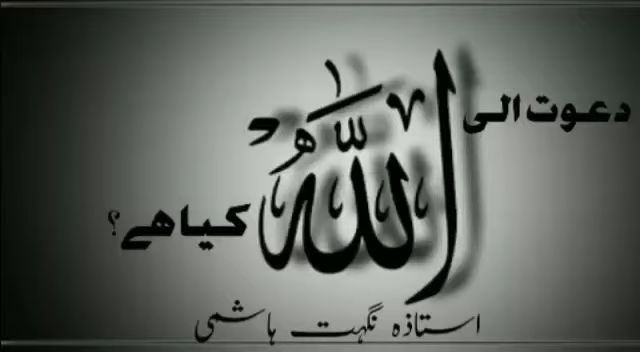 دعوت الی
اللہ
کیا ھے؟
استاذہ نگہت ہاشمی